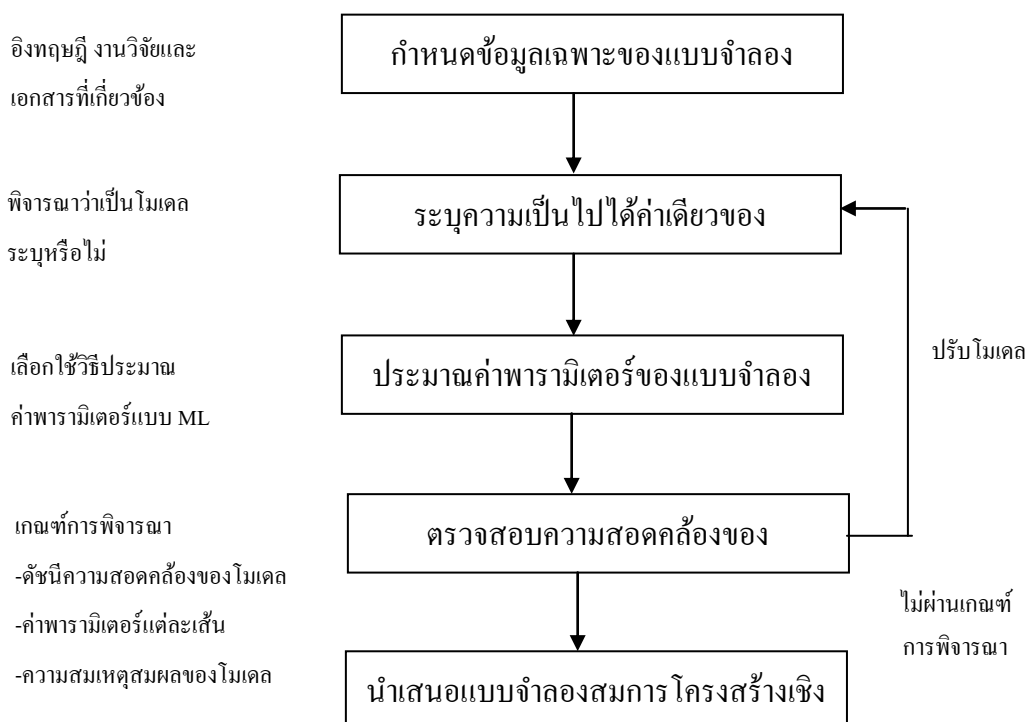 อิงทฤษฎี งานวิจัยและ
เอกสารที่เกี่ยวข้อง
กำหนดข้อมูลเฉพาะของแบบจำลอง
พิจารณาว่าเป็นโมเดล
ระบุหรือไม่
ระบุความเป็นไปได้ค่าเดียวของ
เลือกใช้วิธีประมาณ
ค่าพารามิเตอร์แบบ ML
ประมาณค่าพารามิเตอร์ของแบบจำลอง
ปรับโมเดล
เกณฑ์การพิจารณา
-ดัชนีความสอดคล้องของโมเดล
-ค่าพารามิเตอร์แต่ละเส้น
-ความสมเหตุสมผลของโมเดล
ตรวจสอบความสอดคล้องของ
ไม่ผ่านเกณฑ์
การพิจารณา
นำเสนอแบบจำลองสมการโครงสร้างเชิง